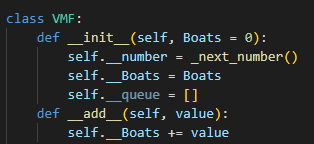 class VMF:
    def __init__(self, Boats = 0):
        self.__number = _next_number()
        self.__Boats = Boats
        self.__queue = []
    def __add__(self, value):
        self.__Boats += value